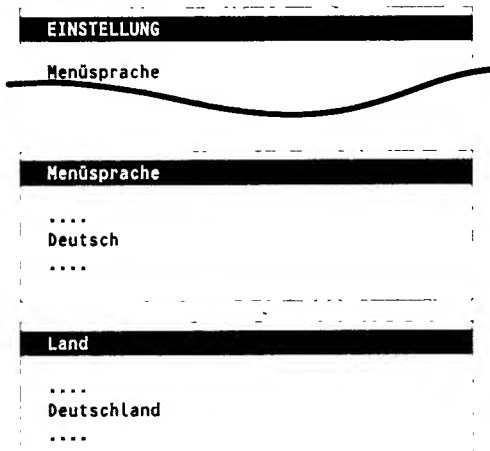 EINSTELLUNG
Menüsprache
Menüsprache
....
Deutsch
....
Land
....
Deutschland
....